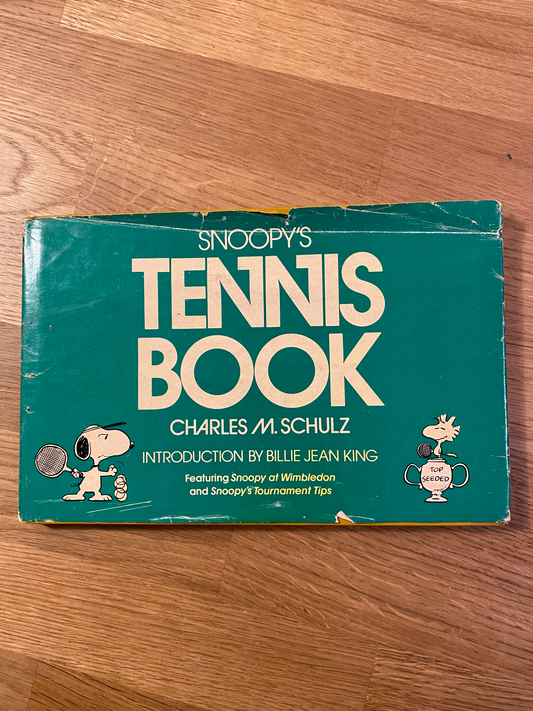 SNOOPY'S
TENNIS
BOOK
CHARLES M. SCHULZ
INTRODUCTION BY BILLIE JEAN KING
Featuring Snoopy at Wimbledon
and Snoopy's Tournament Tips
TOP
SEEDED